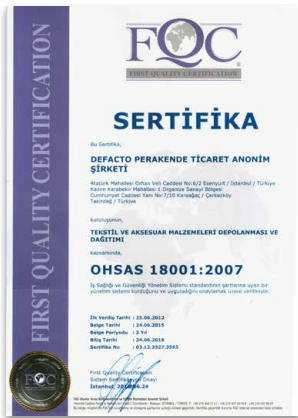 FQC
FIRST QUALITY CERTIFICATION
FIRST QUALITY CERTIFICATION
SERTİFİKA
Bu Sertifika,
DEFACTO PERAKENDE TİCARET ANONİM
ŞİRKETİ
Atatürk Mahallesi Orhan Veli Caddesi No:6/2 Esenyurt / İstanbul / Türkiye
Kazım Karabekir Mahallesi 1.Organize Sanayi Bölgesi
Cumhuriyet Caddesi Yanı No:7/10 Karaağaç / Çerkezköy
Tekirdağ / Türkiye
kuruluşunun,
TEKSTİL VE AKSESUAR MALZEMELERİ DEPOLANMASI VE
DAĞITIMI
kapsamında,
OHSAS 18001:2007
İş Sağlığı ve Güvenliği Yönetim Sistemi standardının şartlarına uyan bir
yönetim sistemi kurduğunu ve uyguladığını onaylamak üzere verilmiştir.
İlk Veriliş Tarihi : 25.06.2012
Belge Tarihi : 24.06.2015
Belge Periyodu : 3 Yıl
Bitiş Tarihi : 24.06.2018
Sertifika No : 03.12.3527.3593
First Quality Certification
Sistem Sertifikasyon Onayı
İstanbul,